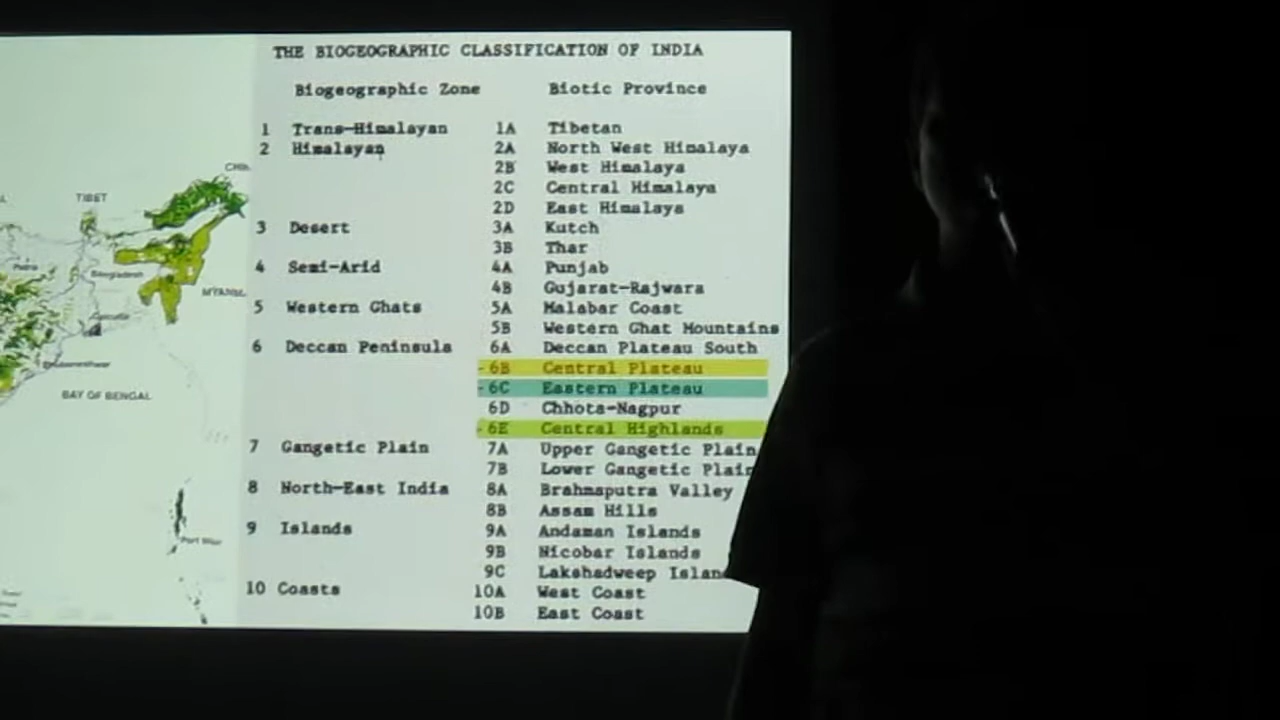 THE BIOGEOGRAPHIC CLASSIFICATION OF INDIA
Biogeographic Zone Biotic Province
1 Trans-Himalayan 1A Tibetan
2 Himalayan 2A North West Himalaya
2B West Himalaya
2C Central Himalaya
2D East Himalaya
3 Desert 3A Kutch
3B Thar
4 Semi-Arid 4A Punjab
4B Gujarat-Rajwara
5 Western Ghats 5A Malabar Coast
5B Western Ghat Mountains
6 Deccan Peninsula 6A Deccan Plateau South
- 6B Central Plateau
- 6C Eastern Plateau
6D Chhota-Nagpur
- 6E Central Highlands
7 Gangetic Plain 7A Upper Gangetic Plain
7B Lower Gangetic Plain
8 North-East India 8A Brahmaputra Valley
8B Assam Hills
9 Islands 9A Andaman Islands
9B Nicobar Islands
9C Lakshadweep Islan
10 Coasts 10A West Coast
10B East Coast
TIBET
Patna
Bangladesh
BAY OF BENGAL